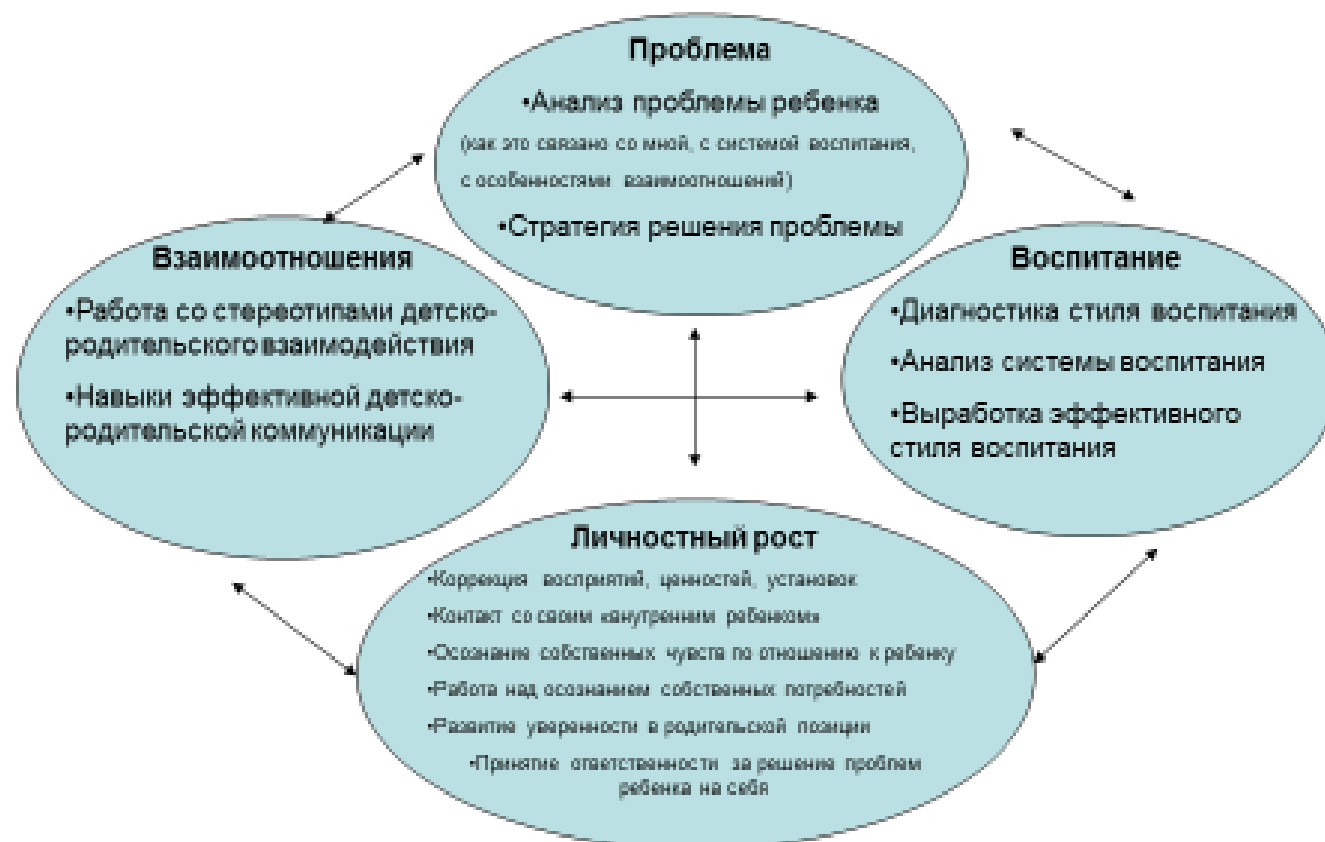 Проблема
•Анализ проблемы ребенка
(как это связано со мной, с системой воспитания,
с особенностями взаимоотношений)
•Стратегия решения проблемы
Взаимоотношения
•Работа со стереотипами детско-
родительского взаимодействия
•Навыки эффективной детско-
родительской коммуникации
Воспитание
•Диагностика стиля воспитания
•Анализ системы воспитания
•Выработка эффективного
стиля воспитания
Личностный рост
•Коррекция восприятий, ценностей, установок
•Контакт со своим «внутренним ребенком»
•Осознание собственных чувств по отношению к ребенку
•Работа над осознанием собственных потребностей
•Развитие уверенности в родительской позиции
•Принятие ответственности за решение проблем
ребенка на себя